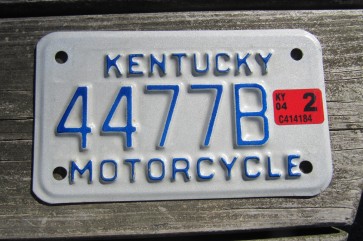 KENTUCKY
4477B
KY 04 2
C414184
MOTORCYCLE